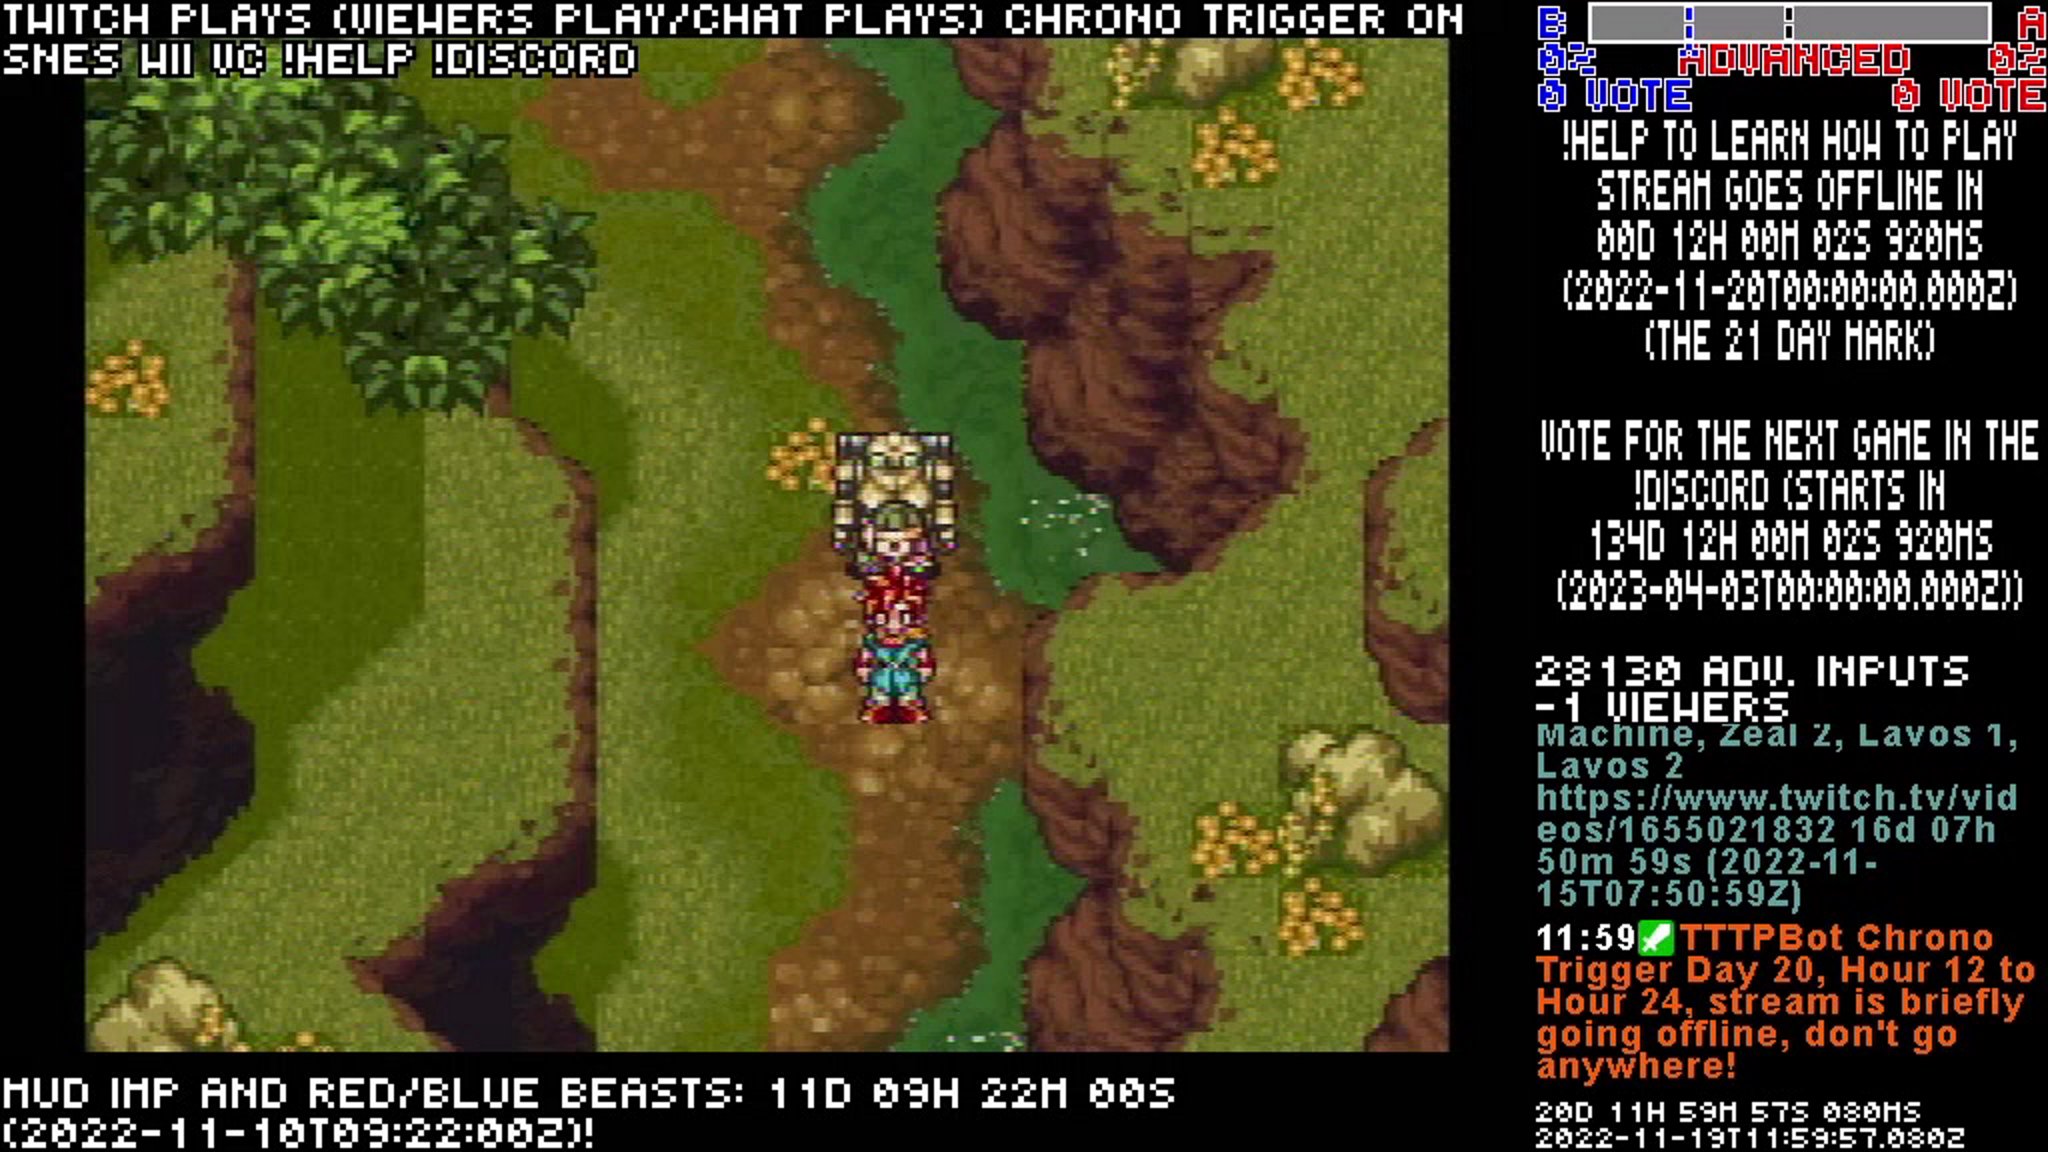 TWITCH PLAYS (VIEWERS PLAY/CHAT PLAYS) CHRONO TRIGGER ON
SNES WII VC !HELP !DISCORD
B A
0% ADVANCED 0%
0 VOTE 0 VOTE
!HELP TO LEARN HOW TO PLAY
STREAM GOES OFFLINE IN
00D 12H 00M 02S 920MS
(2022-11-20T00:00:00.000Z)
(THE 21 DAY MARK)
VOTE FOR THE NEXT GAME IN THE
!DISCORD (STARTS IN
134D 12H 00M 02S 920MS
(2023-04-03T00:00:00.000Z))
28130 ADV. INPUTS
-1 VIEWERS
Machine, Zeal 2, Lavos 1,
Lavos 2
https://www.twitch.tv/vid
eos/1655021832 16d 07h
50m 59s (2022-11-
15T07:50:59Z)
11:59 TTTPBot Chrono
Trigger Day 20, Hour 12 to
Hour 24, stream is briefly
going offline, don't go
anywhere!
20D 11H 59M 57S 080MS
2022-11-19T11:59:57.080Z
MUD IMP AND RED/BLUE BEASTS: 11D 09H 22M 00S
(2022-11-10T09:22:00Z)!